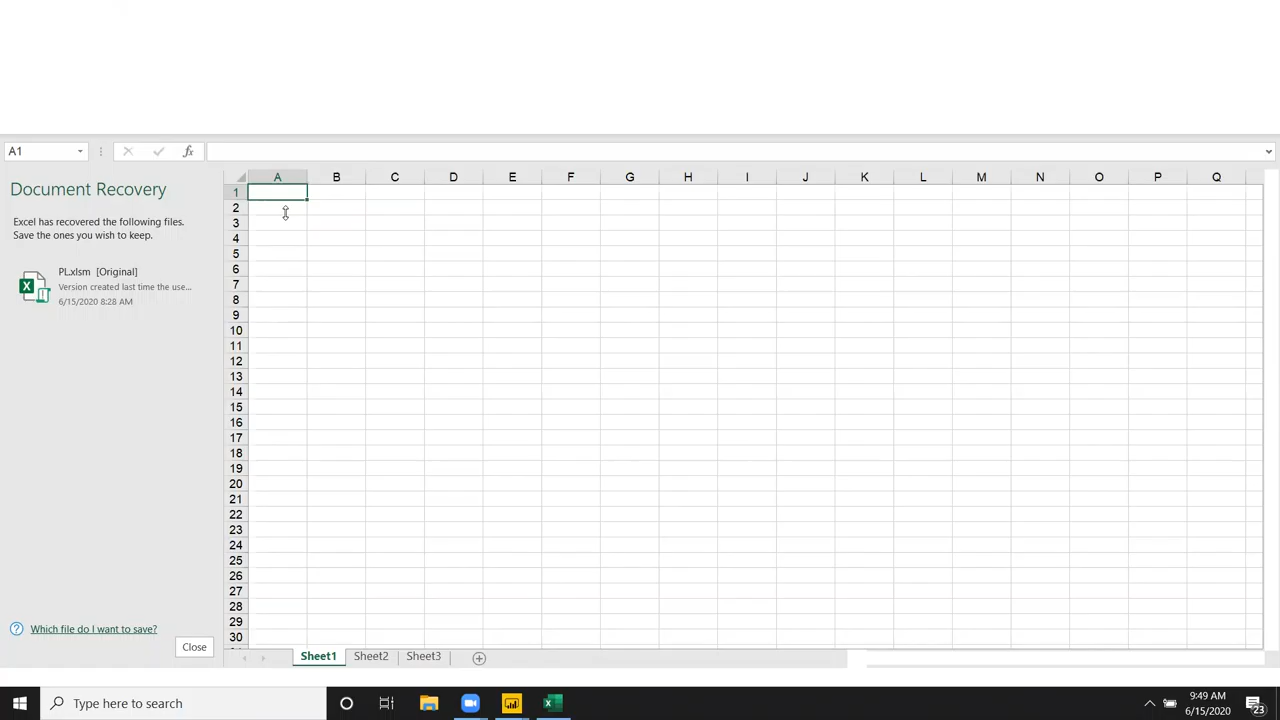 A1
fx
A B C D E F G H I J K L M N O P Q
Document Recovery
Excel has recovered the following files.
Save the ones you wish to keep.
PL.xlsm [Original]
Version created last time the use...
6/15/2020 8:28 AM
1
2
3
4
5
6
7
8
9
10
11
12
13
14
15
16
17
18
19
20
21
22
23
24
25
26
27
28
29
30
? Which file do I want to save?
Close
Sheet1 Sheet2 Sheet3
Type here to search
9:49 AM
6/15/2020
23